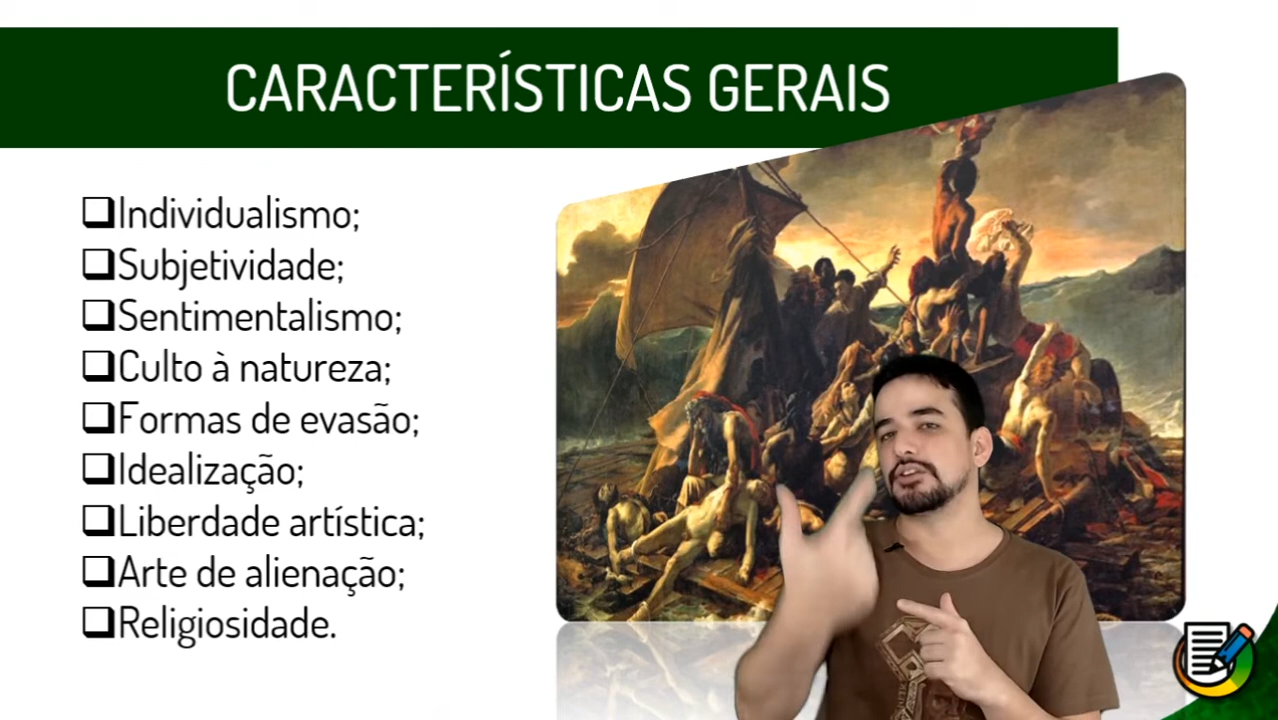 CARACTERÍSTICAS GERAIS
❑Individualismo;
❑Subjetividade;
❑Sentimentalismo;
❑Culto à natureza;
❑Formas de evasão;
❑Idealização;
❑Liberdade artística;
❑Arte de alienação;
❑Religiosidade.